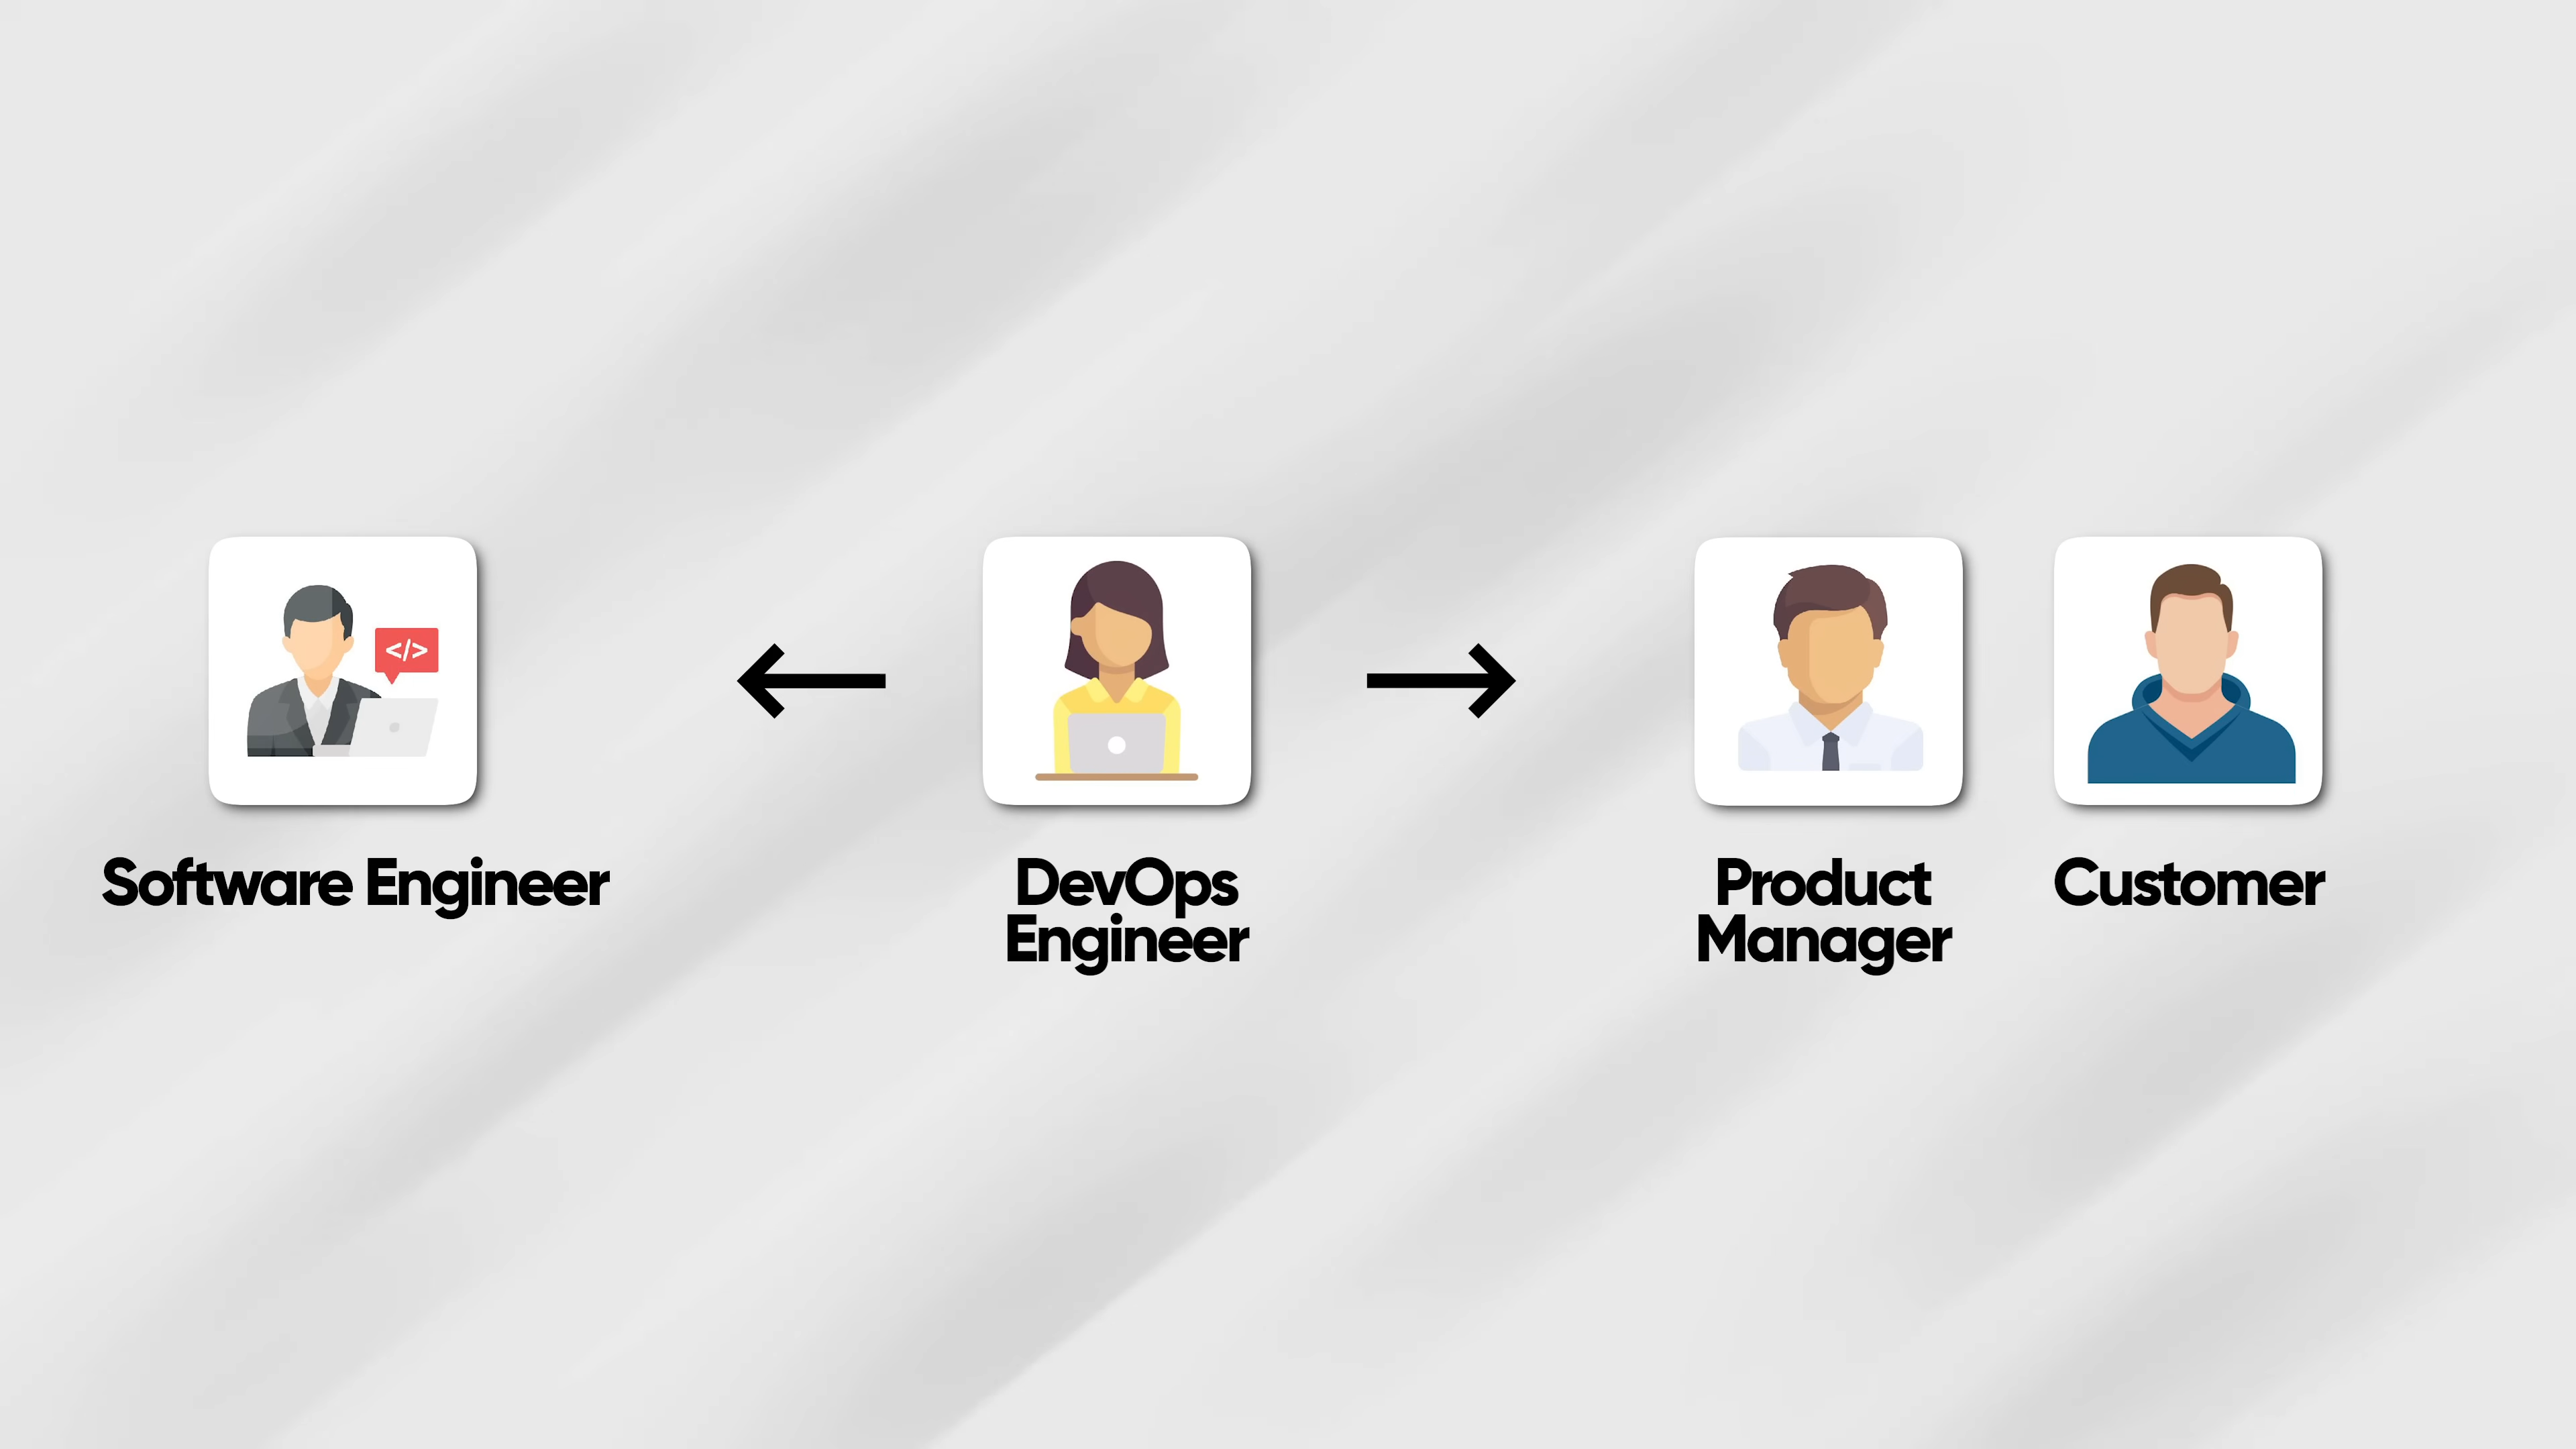 </>
Software Engineer
DevOps
Engineer
Product
Manager
Customer